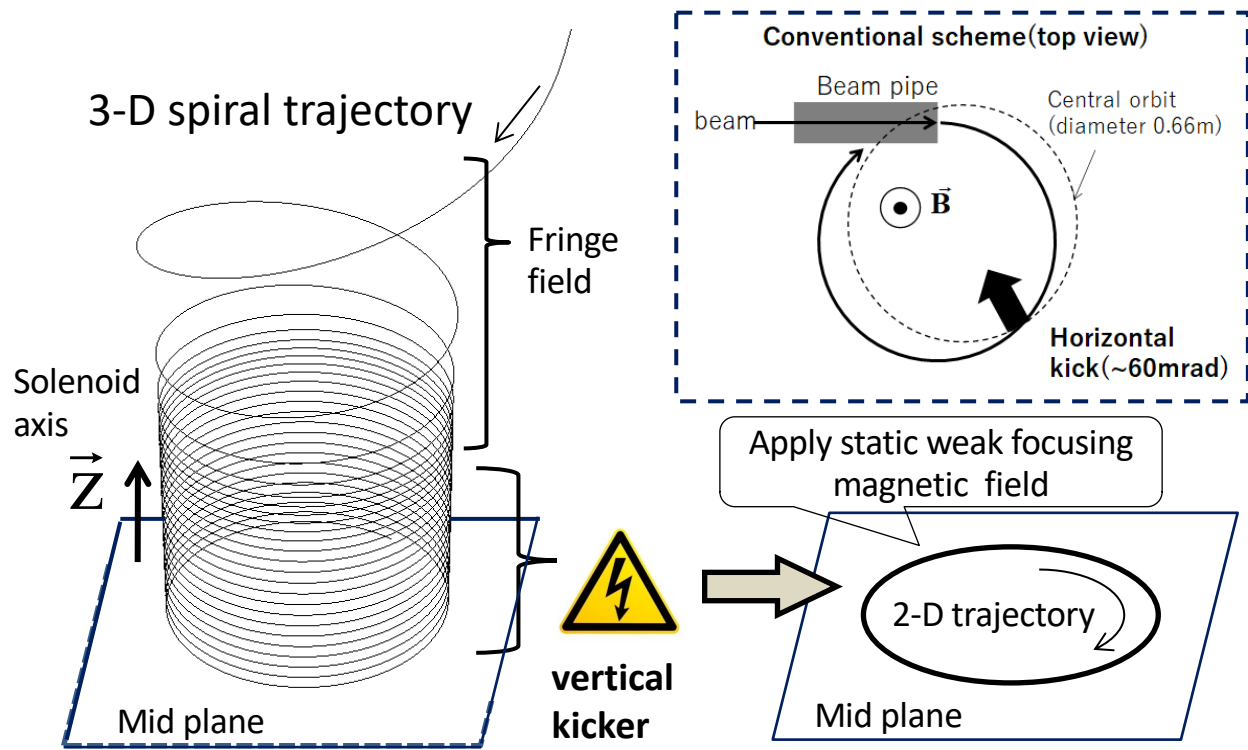 3-D spiral trajectory
Fringe
field
Solenoid
axis
Z
Mid plane
vertical
kicker
Conventional scheme(top view)
Beam pipe
beam
Central orbit
(diameter 0.66m)
B
Horizontal
kick(~60mrad)
Apply static weak focusing
magnetic field
2-D trajectory
Mid plane